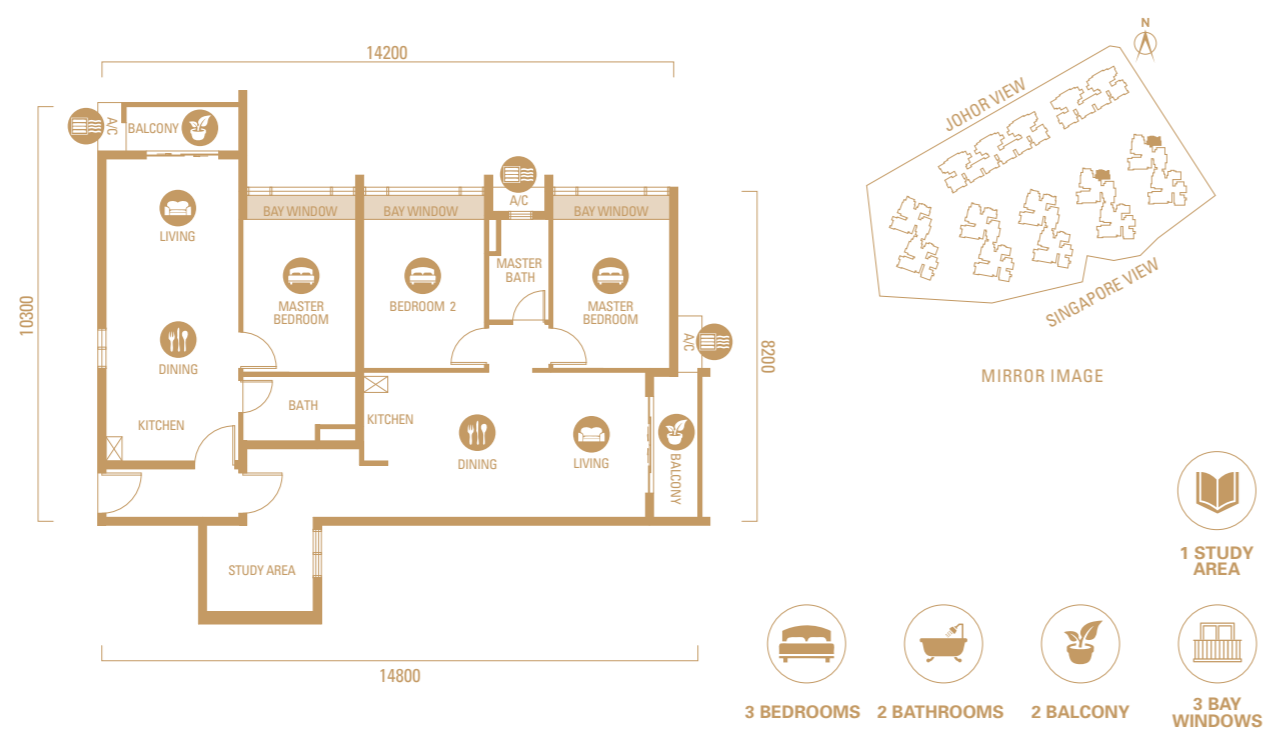 14200
N
JOHOR VIEW
A/C
BALCONY
A/C
BAY WINDOW
BAY WINDOW
BAY WINDOW
LIVING
MASTER
BATH
MASTER
BEDROOM
BEDROOM 2
MASTER
BEDROOM
SINGAPORE VIEW
10300
A/C
8200
DINING
MIRROR IMAGE
BATH
KITCHEN
KITCHEN
DINING
LIVING
BALCONY
STUDY AREA
1 STUDY
AREA
14800
3 BEDROOMS
2 BATHROOMS
2 BALCONY
3 BAY
WINDOWS